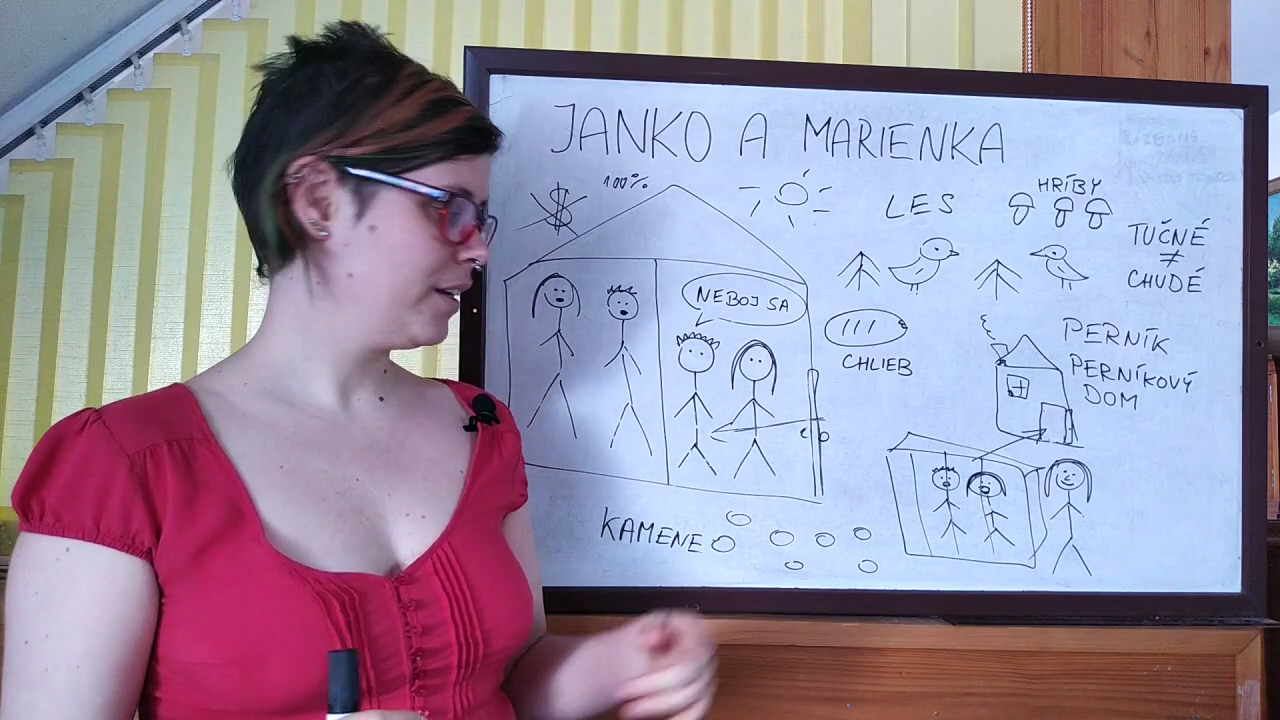 JANKO A MARIENKA
$ 100%
LES
HRÍBY
TUČNÉ
≠
CHUDÉ
NEBOJ SA
CHLIEB
PERNÍK
PERNÍKOVÝ
DOM
KAMENE